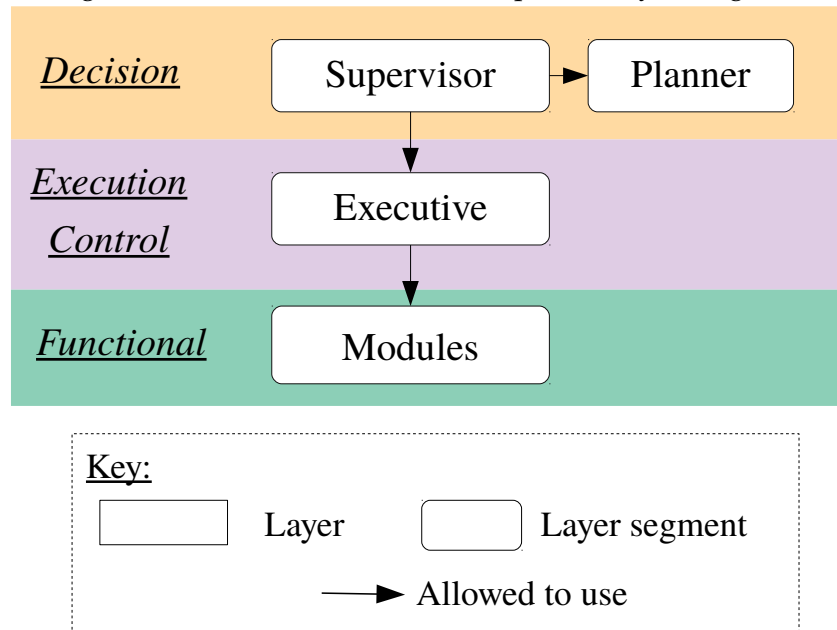 Decision
Supervisor
Planner
Execution
Control
Executive
Functional
Modules
Key:
Layer
Layer segment
Allowed to use